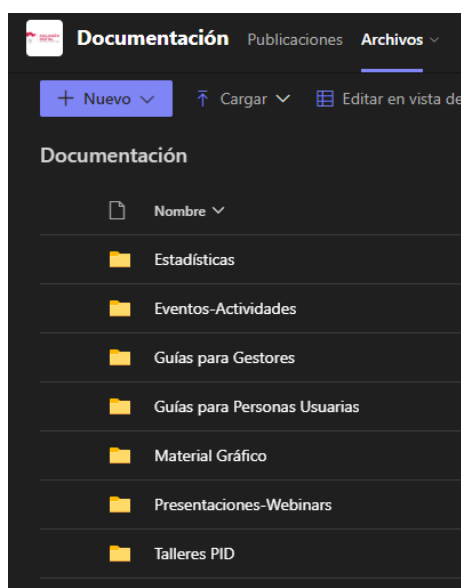 Documentación Publicaciones Archivos
Nuevo Cargar Editar en vista de
Documentación
Nombre
Estadísticas
Eventos-Actividades
Guías para Gestores
Guías para Personas Usuarias
Material Gráfico
Presentaciones-Webinars
Talleres PID